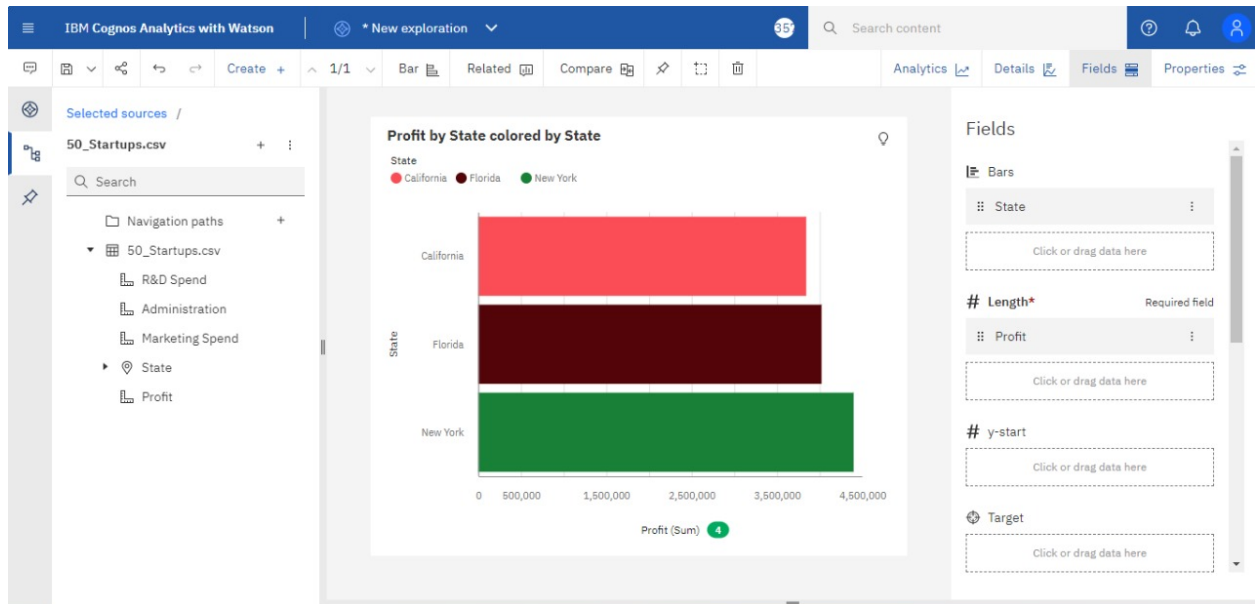 IBM Cognos Analytics with Watson
* New exploration
Search content
Create +
1/1
Bar
Related
Compare
Analytics
Details
Fields
Properties
Selected sources /
50_Startups.csv
Search
Navigation paths
50_Startups.csv
R&D Spend
Administration
Marketing Spend
State
Profit
Profit by State colored by State
State
California Florida New York
California
Florida
New York
State
0 500,000 1,500,000 2,500,000 3,500,000 4,500,000
Profit (Sum) 4
Fields
Bars
State
Click or drag data here
# Length* Required field
Profit
Click or drag data here
# y-start
Click or drag data here
Target
Click or drag data here